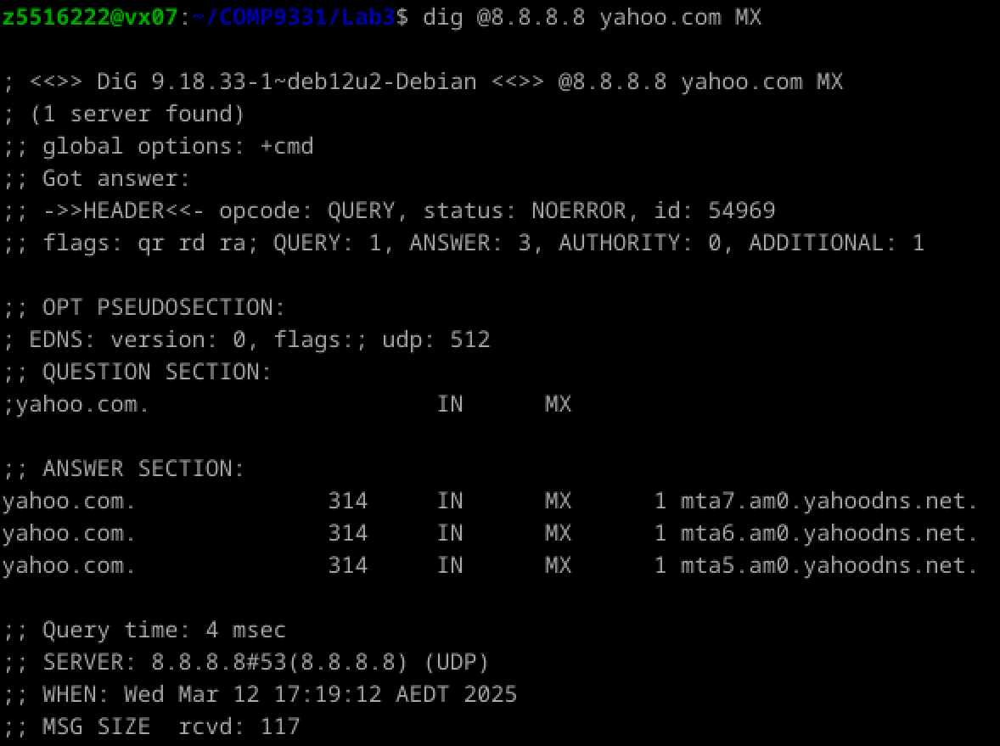 z5516222@vx07:~/COMP9331/Lab3$ dig @8.8.8.8 yahoo.com MX
; <<>> DiG 9.18.33-1~deb12u2-Debian <<>> @8.8.8.8 yahoo.com MX
; (1 server found)
;; global options: +cmd
;; Got answer:
;; ->>HEADER<<- opcode: QUERY, status: NOERROR, id: 54969
;; flags: qr rd ra; QUERY: 1, ANSWER: 3, AUTHORITY: 0, ADDITIONAL: 1
;; OPT PSEUDOSECTION:
; EDNS: version: 0, flags:; udp: 512
;; QUESTION SECTION:
;yahoo.com. IN MX
;; ANSWER SECTION:
yahoo.com. 314 IN MX 1 mta7.am0.yahoodns.net.
yahoo.com. 314 IN MX 1 mta6.am0.yahoodns.net.
yahoo.com. 314 IN MX 1 mta5.am0.yahoodns.net.
;; Query time: 4 msec
;; SERVER: 8.8.8.8#53(8.8.8.8) (UDP)
;; WHEN: Wed Mar 12 17:19:12 AEDT 2025
;; MSG SIZE rcvd: 117